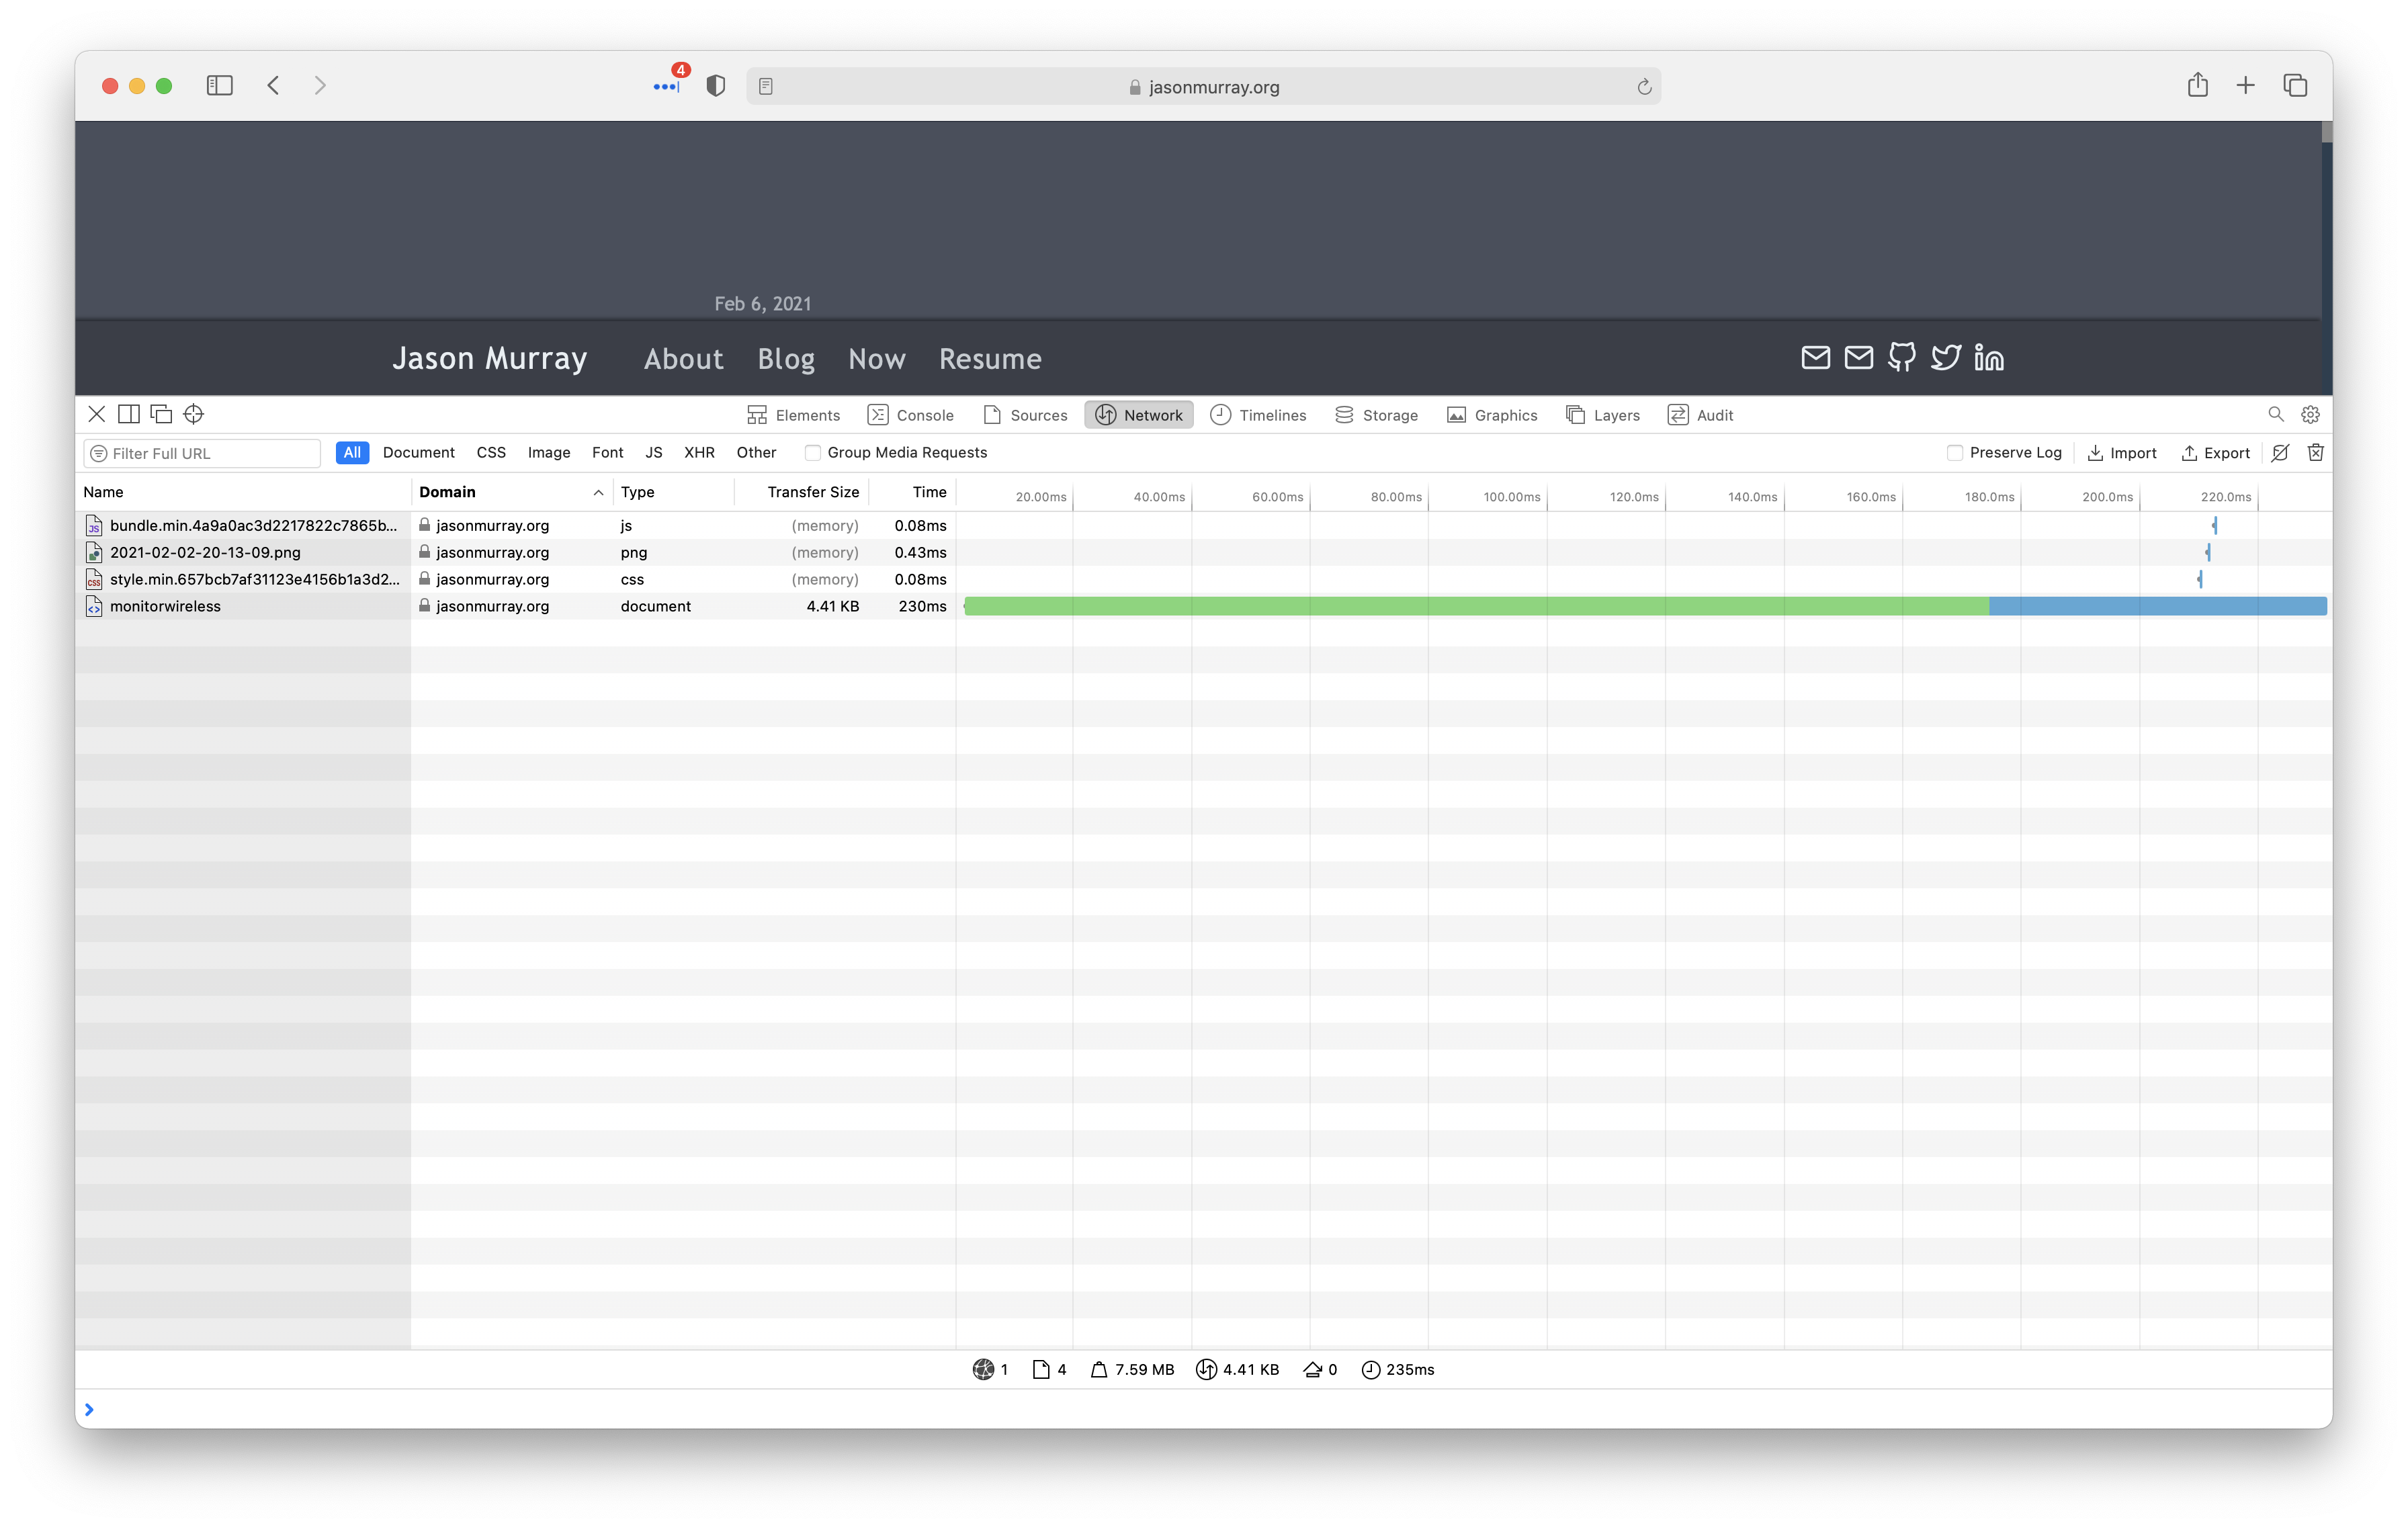 4
jasonmurray.org
Feb 6, 2021
Jason Murray About Blog Now Resume
Elements Console Sources Network Timelines Storage Graphics Layers Audit
Filter Full URL All Document CSS Image Font JS XHR Other Group Media Requests Preserve Log Import Export
Name Domain Type Transfer Size Time 20.00ms 40.00ms 60.00ms 80.00ms 100.00ms 120.0ms 140.0ms 160.0ms 180.0ms 200.0ms 220.0ms
JS bundle.min.4a9a0ac3d2217822c7865b... jasonmurray.org js (memory) 0.08ms
2021-02-02-20-13-09.png jasonmurray.org png (memory) 0.43ms
CSS style.min.657bcb7af31123e4156b1a3d2... jasonmurray.org css (memory) 0.08ms
monitorwireless jasonmurray.org document 4.41 KB 230ms
1 4 7.59 MB 4.41 KB 0 235ms